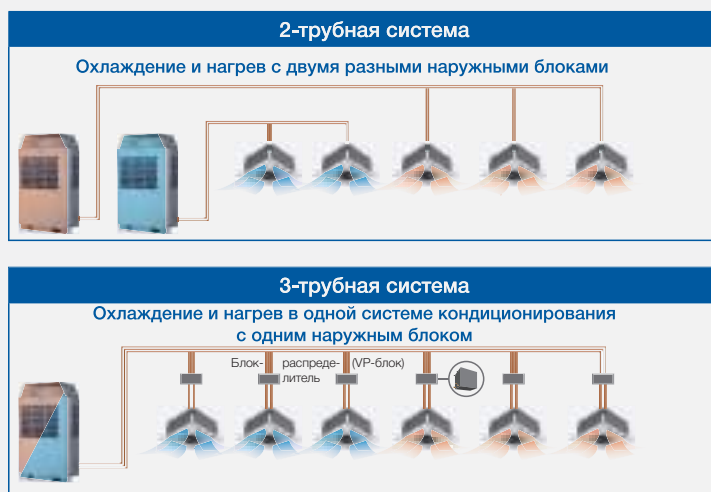 2-трубная система
Охлаждение и нагрев с двумя разными наружными блоками
3-трубная система
Охлаждение и нагрев в одной системе кондиционирования
с одним наружным блоком
Блок- распреде- (VP-блок)
литель